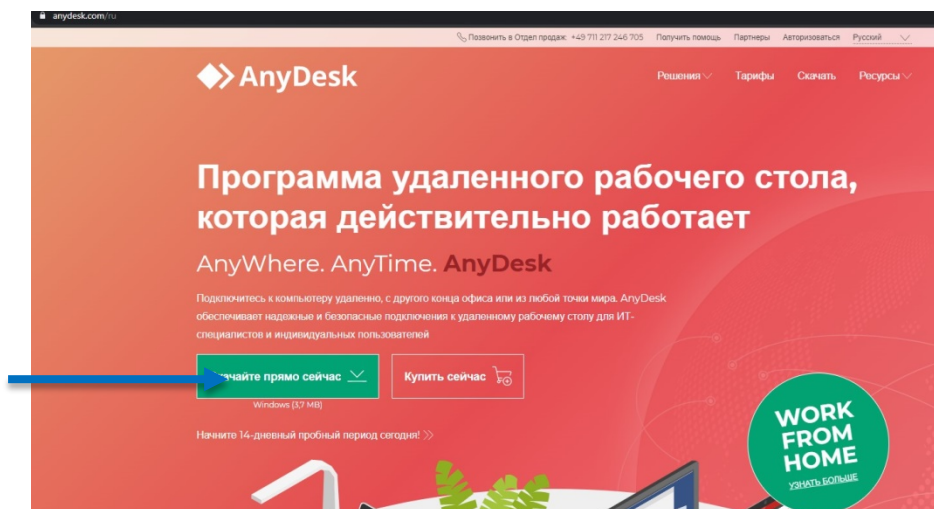 anydesk.com/ru
Позвонить в Отдел продаж: +49 711 217 246 705 Получить помощь Партнеры Авторизоваться Русский
AnyDesk
Решения Тарифы Скачать Ресурсы
Программа удаленного рабочего стола,
которая действительно работает
AnyWhere. AnyTime. AnyDesk
Подключитесь к компьютеру удаленно, с другого конца офиса или из любой точки мира. AnyDesk
обеспечивает надежные и безопасные подключения к удаленному рабочему столу для ИТ-
специалистов и индивидуальных пользователей
прямо сейчас
Купить сейчас
Windows (3,7 MB)
Начните 14-дневный пробный период сегодня!
WORK
FROM
HOME
УЗНАТЬ БОЛЬШЕ